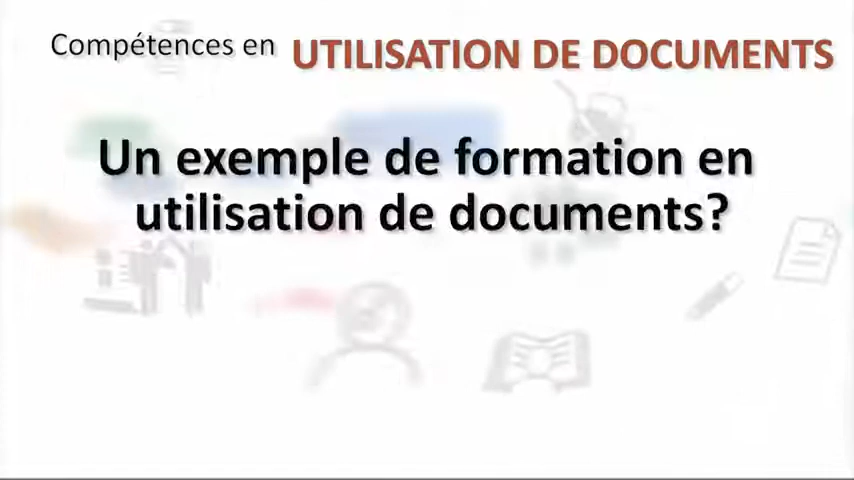 Compétences en UTILISATION DE DOCUMENTS
Un exemple de formation en
utilisation de documents?